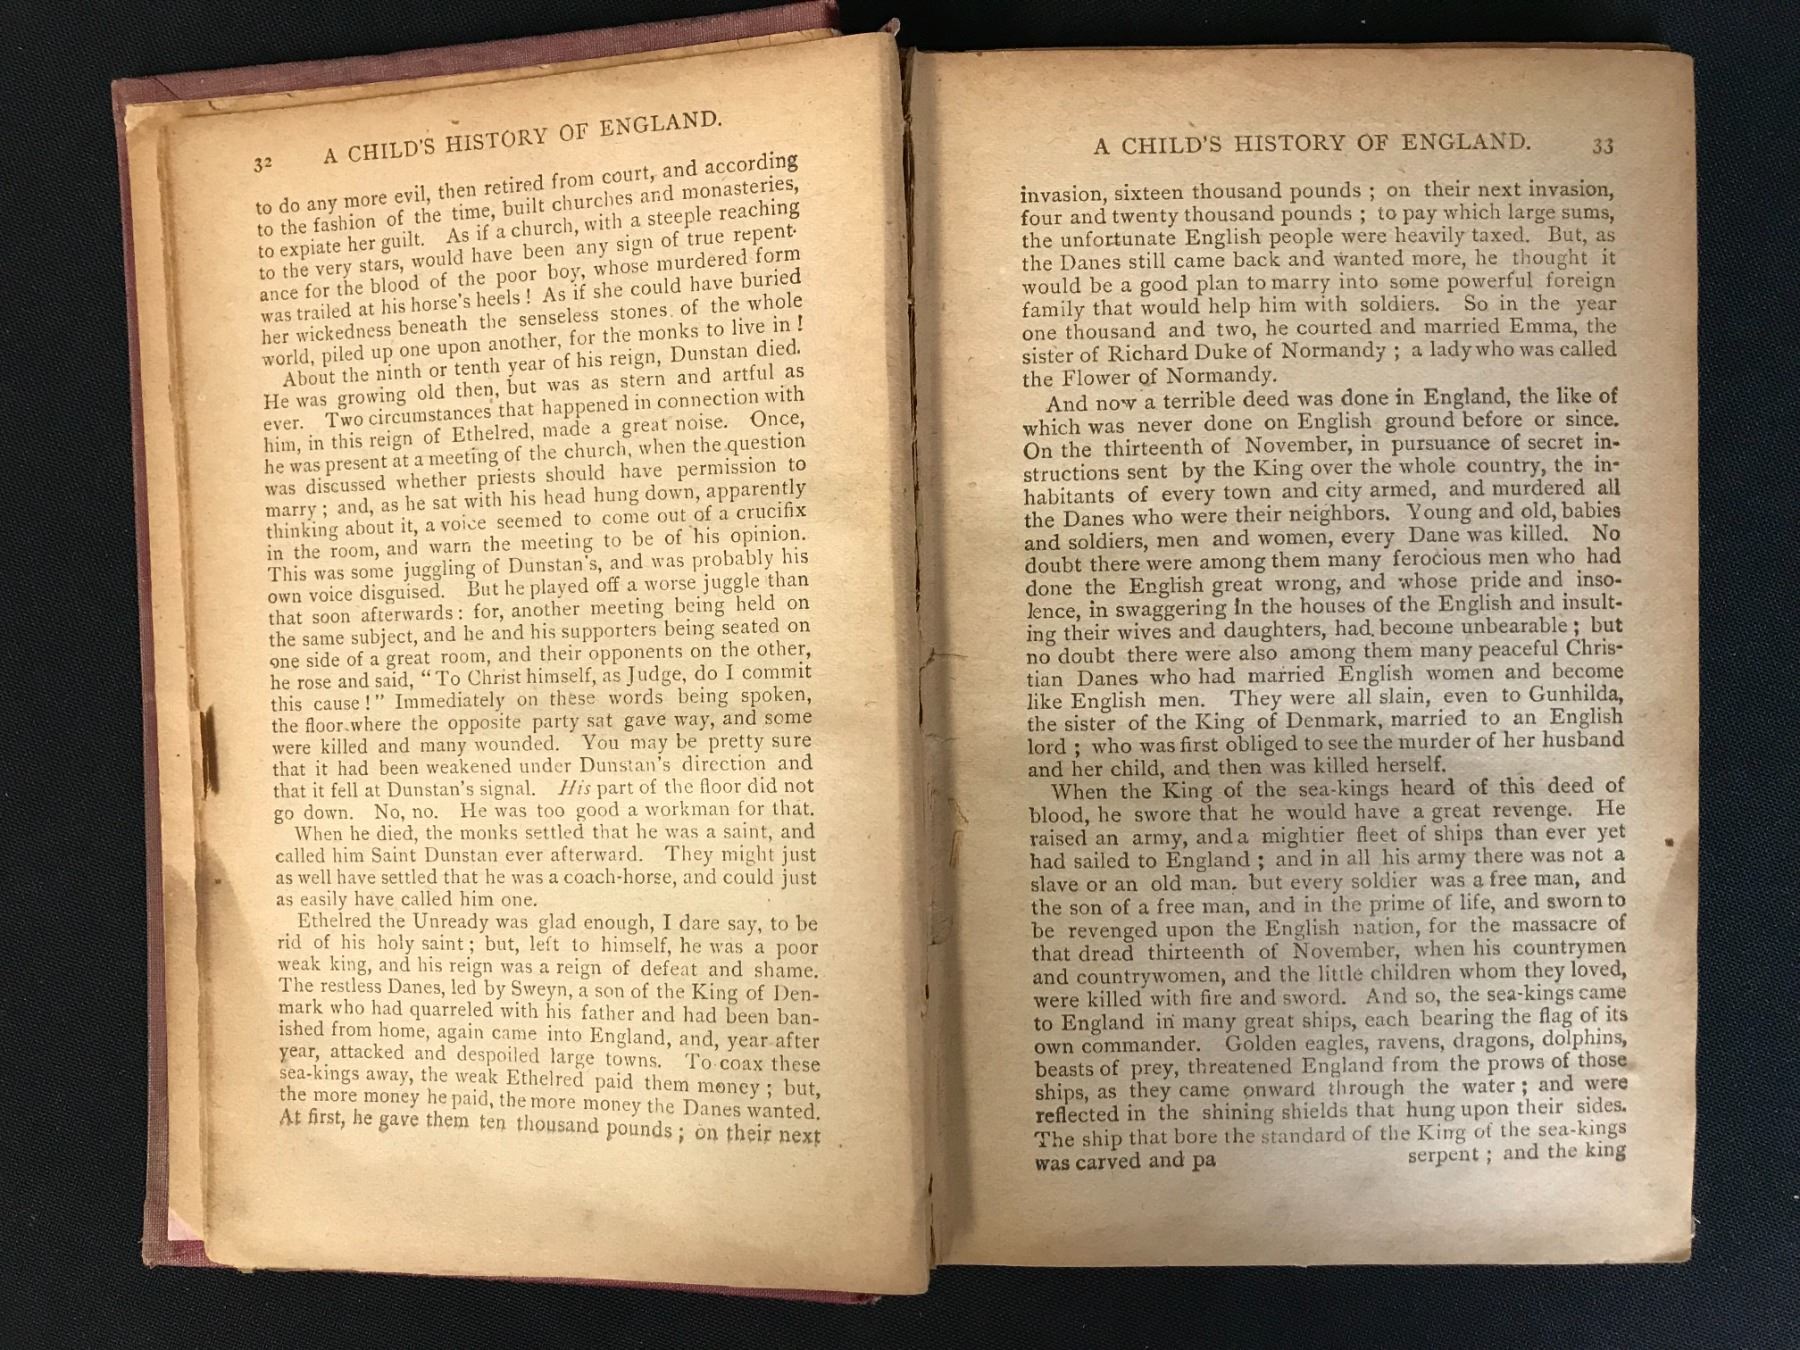 32 A CHILD'S HISTORY OF ENGLAND.
to do any more evil, then retired from court, and according
to the fashion of the time, built churches and monasteries,
to expiate her guilt. As if a church, with a steeple reaching
to the very stars, would have been any sign of true repent-
ance for the blood of the poor boy, whose murdered form
was trailed at his horse's heels! As if she could have buried
her wickedness beneath the senseless stones of the whole
world, piled up one upon another, for the monks to live in!
About the ninth or tenth year of his reign, Dunstan died.
He was growing old then, but was as stern and artful as
ever. Two circumstances that happened in connection with
him, in this reign of Ethelred, made a great noise. Once,
he was present at a meeting of the church, when the question
was discussed whether priests should have permission to
marry; and, as he sat with his head hung down, apparently
thinking about it, a voice seemed to come out of a crucifix
in the room, and warn the meeting to be of his opinion.
This was some juggling of Dunstan's, and was probably his
own voice disguised. But he played off a worse juggle than
that soon afterwards: for, another meeting being held on
the same subject, and he and his supporters being seated on
one side of a great room, and their opponents on the other,
he rose and said, "To Christ himself, as Judge, do I commit
this cause!" Immediately on these words being spoken,
the floor where the opposite party sat gave way, and some
were killed and many wounded. You may be pretty sure
that it had been weakened under Dunstan's direction and
that it fell at Dunstan's signal. His part of the floor did not
go down. No, no. He was too good a workman for that.
When he died, the monks settled that he was a saint, and
called him Saint Dunstan ever afterward. They might just
as well have settled that he was a coach-horse, and could just
as easily have called him one.
Ethelred the Unready was glad enough, I dare say, to be
rid of his holy saint; but, left to himself, he was a poor
weak king, and his reign was a reign of defeat and shame.
The restless Danes, led by Sweyn, a son of the King of Den-
mark who had quarreled with his father and had been ban-
ished from home, again came into England, and, year after
year, attacked and despoiled large towns. To coax these
sea-kings away, the weak Ethelred paid them money; but,
the more money he paid, the more money the Danes wanted.
At first, he gave them ten thousand pounds; on their next
A CHILD'S HISTORY OF ENGLAND. 33
invasion, sixteen thousand pounds; on their next invasion,
four and twenty thousand pounds; to pay which large sums,
the unfortunate English people were heavily taxed. But, as
the Danes still came back and wanted more, he thought it
would be a good plan to marry into some powerful foreign
family that would help him with soldiers. So in the year
one thousand and two, he courted and married Emma, the
sister of Richard Duke of Normandy; a lady who was called
the Flower of Normandy.
And now a terrible deed was done in England, the like of
which was never done on English ground before or since.
On the thirteenth of November, in pursuance of secret in-
structions sent by the King over the whole country, the in-
habitants of every town and city armed, and murdered all
the Danes who were their neighbors. Young and old, babies
and soldiers, men and women, every Dane was killed. No
doubt there were among them many ferocious men who had
done the English great wrong, and whose pride and inso-
lence, in swaggering in the houses of the English and insult-
ing their wives and daughters, had become unbearable; but
no doubt there were also among them many peaceful Chris-
tian Danes who had married English women and become
like English men. They were all slain, even to Gunhilda,
the sister of the King of Denmark, married to an English
lord; who was first obliged to see the murder of her husband
and her child, and then was killed herself.
When the King of the sea-kings heard of this deed of
blood, he swore that he would have a great revenge. He
raised an army, and a mightier fleet of ships than ever yet
had sailed to England; and in all his army there was not a
slave or an old man. but every soldier was a free man, and
the son of a free man, and in the prime of life, and sworn to
be revenged upon the English nation, for the massacre of
that dread thirteenth of November, when his countrymen
and countrywomen, and the little children whom they loved,
were killed with fire and sword. And so, the sea-kings came
to England in many great ships, each bearing the flag of its
own commander. Golden eagles, ravens, dragons, dolphins,
beasts of prey, threatened England from the prows of those
ships, as they came onward through the water; and were
reflected in the shining shields that hung upon their sides.
The ship that bore the standard of the King of the sea-kings
was carved and pa serpent; and the king